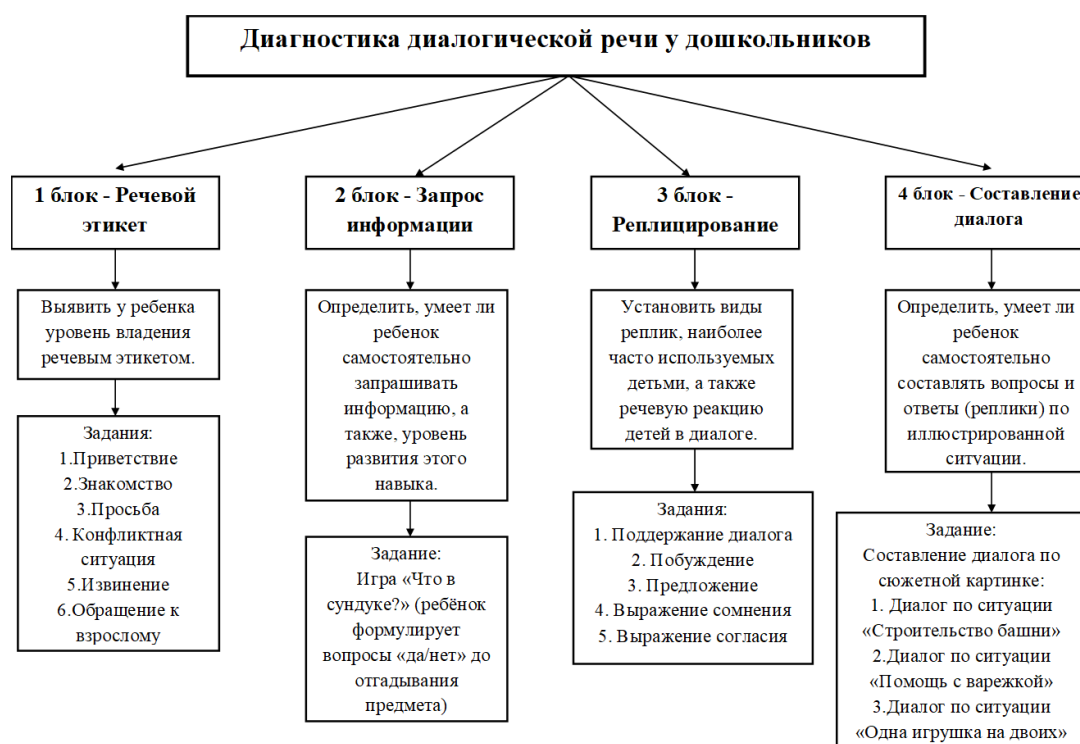 Диагностика диалогической речи у дошкольников
1 блок - Речевой
этикет
Выявить у ребенка
уровень владения
речевым этикетом.
Задания:
1.Приветствие
2.Знакомство
3.Просьба
4. Конфликтная
ситуация
5.Извинение
6.Обращение к
взрослому
2 блок - Запрос
информации
Определить, умеет ли
ребенок
самостоятельно
запрашивать
информацию, а
также, уровень
развития этого
навыка.
Задание:
Игра «Что в
сундуке?» (ребёнок
формулирует
вопросы «да/нет» до
отгадывания
предмета)
3 блок -
Реплицирование
Установить виды
реплик, наиболее
часто используемых
детьми, а также
речевую реакцию
детей в диалоге.
Задания:
1. Поддержание диалога
2. Побуждение
3. Предложение
4. Выражение сомнения
5. Выражение согласия
4 блок - Составление
диалога
Определить, умеет ли
ребенок
самостоятельно
составлять вопросы и
ответы (реплики) по
иллюстрированной
ситуации.
Задание:
Составление диалога по
сюжетной картинке:
1. Диалог по ситуации
«Строительство башни»
2.Диалог по ситуации
«Помощь с варежкой»
3.Диалог по ситуации
«Одна игрушка на двоих»